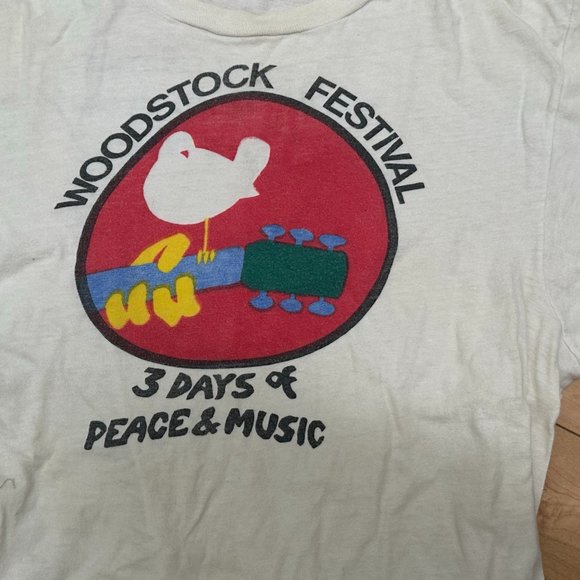 WOODSTOCK FESTIVAL
3 DAYS of
PEACE & MUSIC